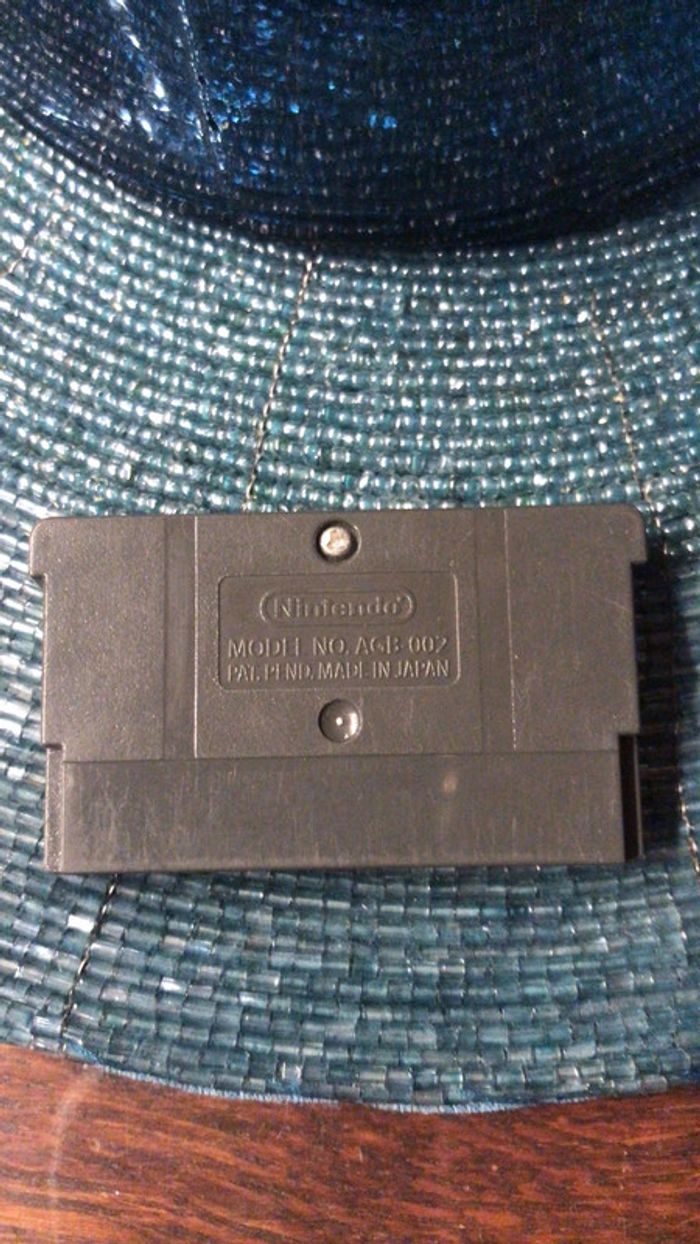 Nintendo®
MODEL NO. AGB-002
PAT. PEND. MADE IN JAPAN